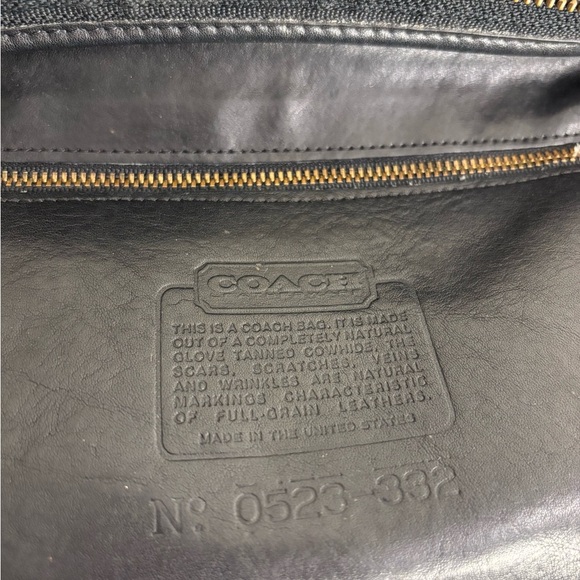 COACH
THIS IS A COACH BAG. IT IS MADE
OUT OF A COMPLETELY NATURAL
GLOVE TANNED COWHIDE. THE
SCARS, SCRATCHES, VEINS
AND WRINKLES ARE NATURAL
MARKINGS CHARACTERISTIC
OF FULL-GRAIN LEATHERS.
MADE IN THE UNITED STATES
No: 0523-332